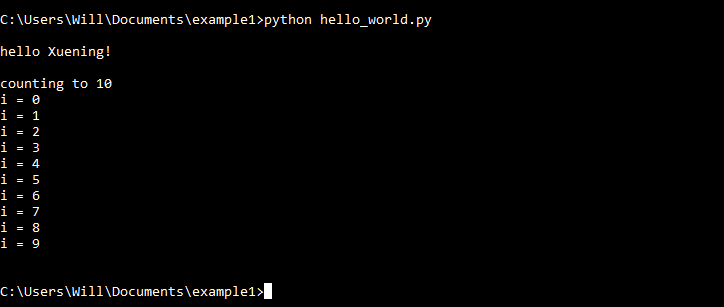 C:\Users\Will\Documents\example1>python hello_world.py
hello Xuening!
counting to 10
i = 0
i = 1
i = 2
i = 3
i = 4
i = 5
i = 6
i = 7
i = 8
i = 9
C:\Users\Will\Documents\example1>